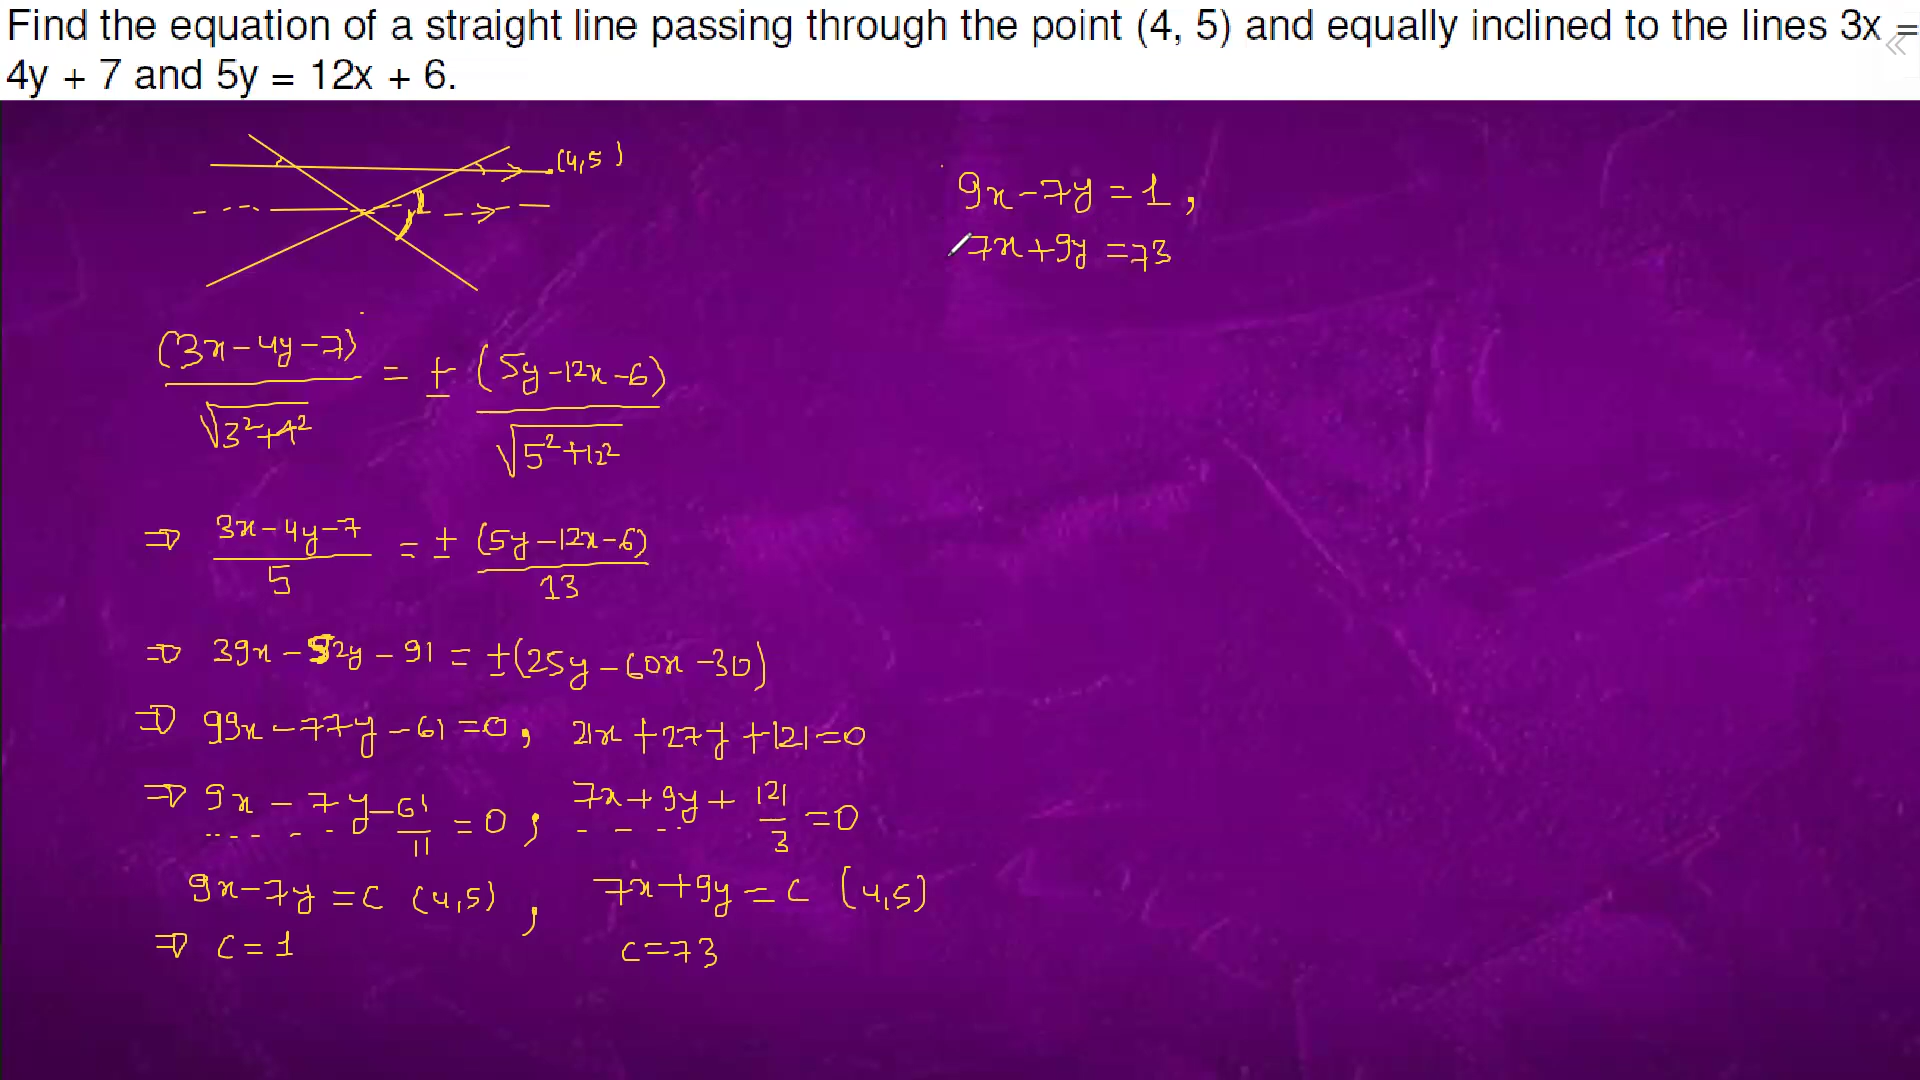 Find the equation of a straight line passing through the point (4, 5) and equally inclined to the lines 3x =
4y + 7 and 5y = 12x + 6.
(4,5)
9x-7y=1,
7x+9y=73
(3x-4y-7)/√(3²+4²) = ± (5y-12x-6)/√(5²+12²)
⇒ (3x-4y-7)/5 = ± (5y-12x-6)/13
⇒ 39x-52y-91 = ±(25y-60x-30)
⇒ 99x-77y-61=0, 21x+27y+121=0
⇒ 9x-7y-61/11=0; 7x+9y+121/3=0
9x-7y=c (4,5), 7x+9y=c (4,5)
⇒ c=1 c=73